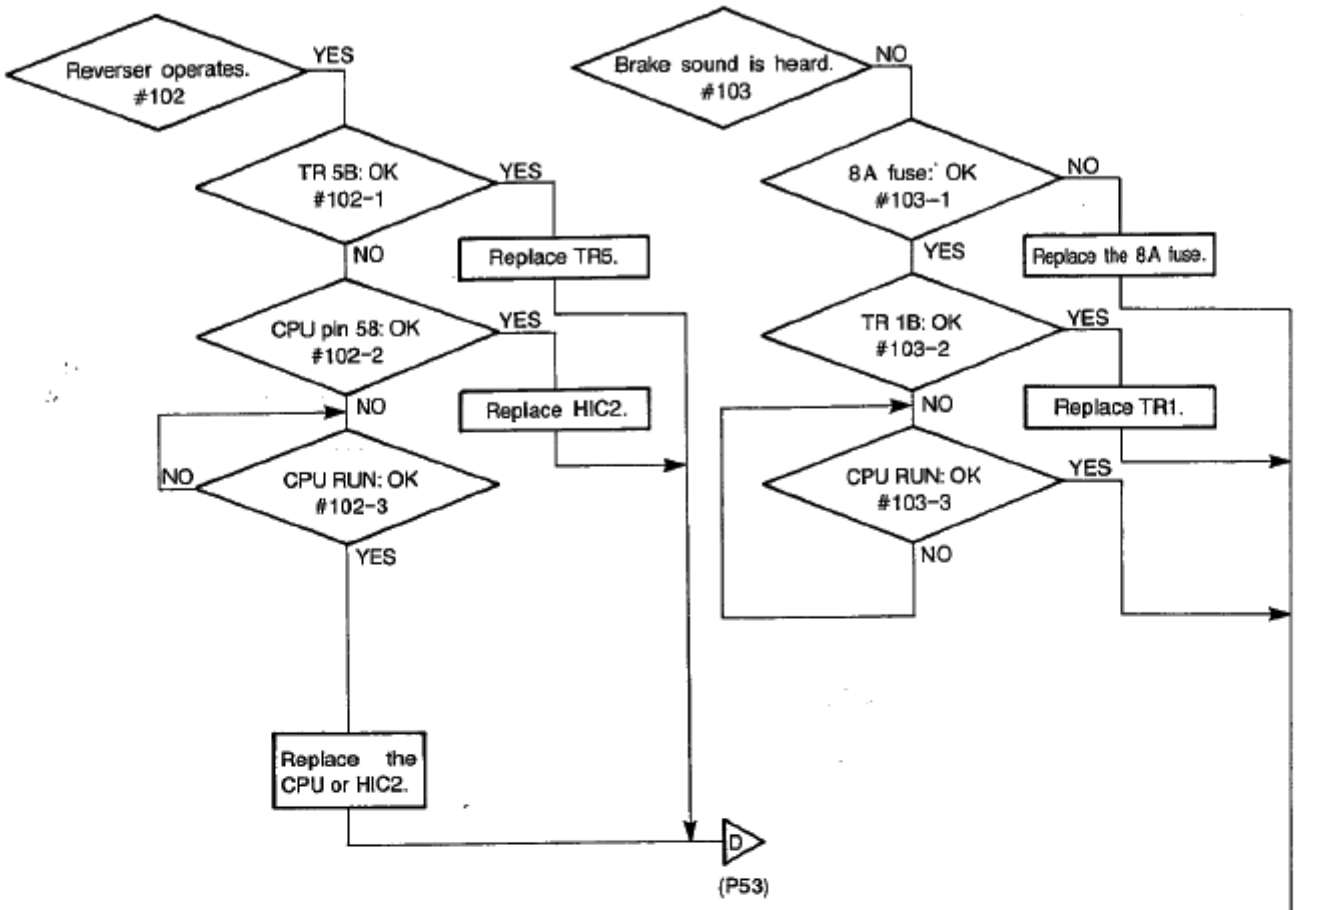 Reverser operates.
#102
YES
TR 5B: OK
#102-1
YES
NO
Replace TR5.
CPU pin 58: OK
#102-2
YES
NO
Replace HIC2.
NO
CPU RUN: OK
#102-3
YES
Replace the
CPU or HIC2.
D
(P53)
Brake sound is heard.
#103
NO
8A fuse: OK
#103-1
NO
YES
Replace the 8A fuse.
TR 1B: OK
#103-2
YES
NO
Replace TR1.
CPU RUN: OK
#103-3
YES
NO